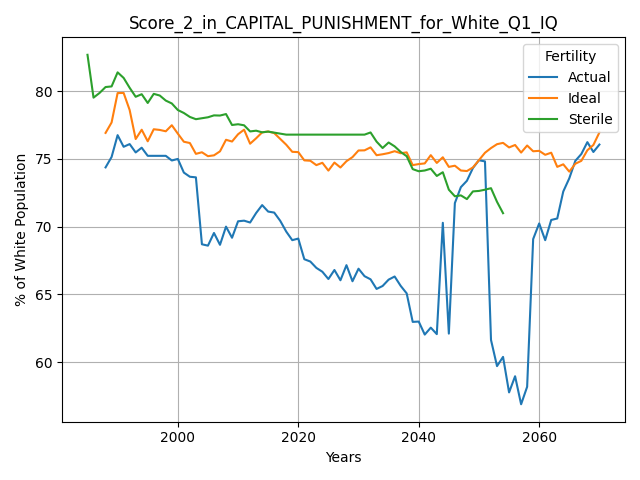 Score_2_in_CAPITAL_PUNISHMENT_for_White_Q1_IQ
Fertility
Actual
Ideal
Sterile
% of White Population
80
75
70
65
60
2000
2020
2040
2060
Years